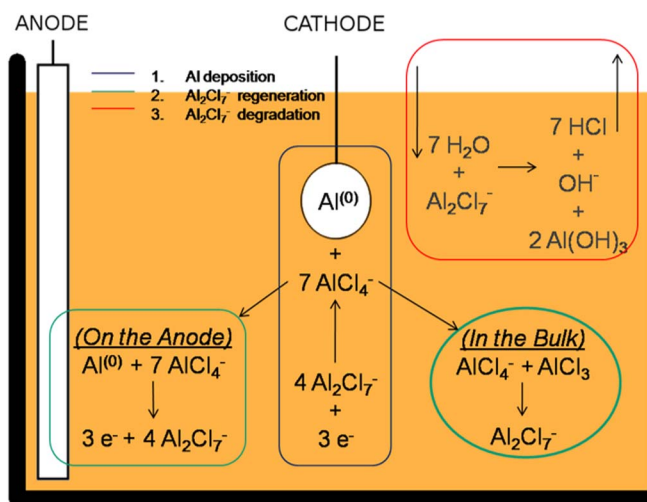 ANODE
CATHODE
1. Al deposition
2. Al₂Cl₇⁻ regeneration
3. Al₂Cl₇⁻ degradation
7 H₂O
+
Al₂Cl₇⁻
7 HCl
+
OH⁻
+
2 Al(OH)₃
Al⁽⁰⁾
+
7 AlCl₄⁻
4 Al₂Cl₇⁻
+
3 e⁻
(On the Anode)
Al⁽⁰⁾ + 7 AlCl₄⁻
3 e⁻ + 4 Al₂Cl₇⁻
(In the Bulk)
AlCl₄⁻ + AlCl₃
Al₂Cl₇⁻